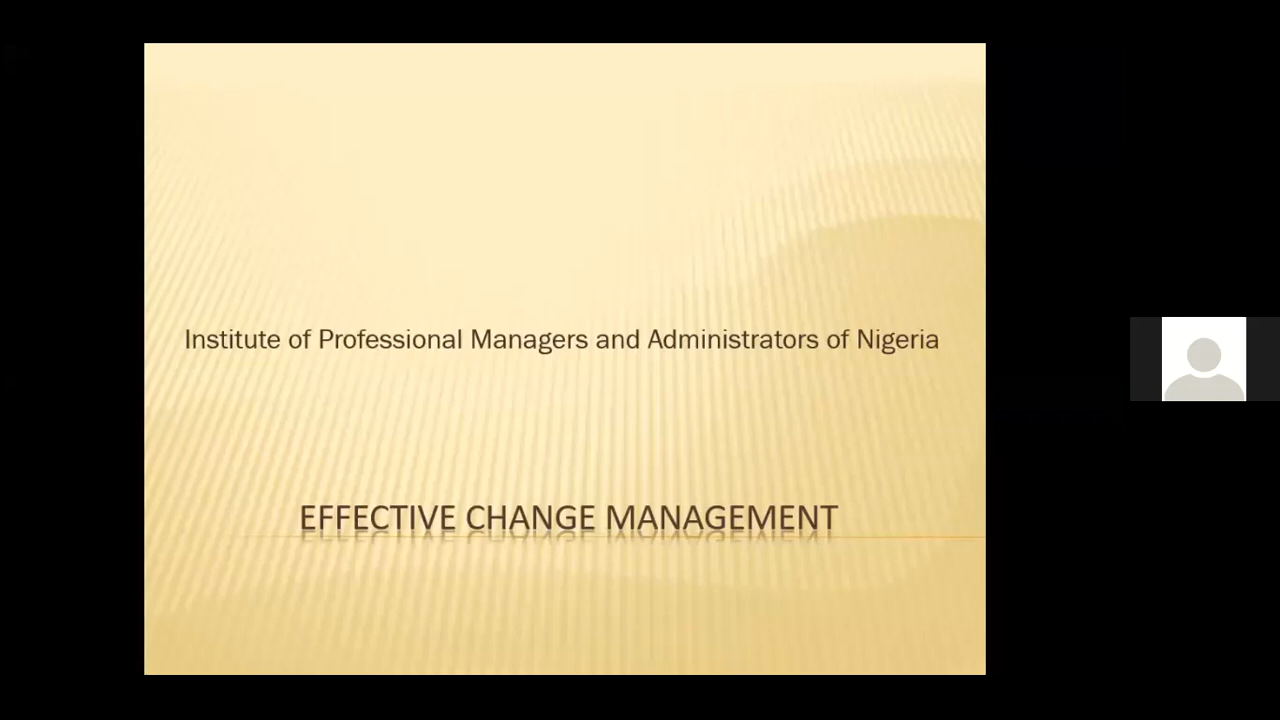 Institute of Professional Managers and Administrators of Nigeria
EFFECTIVE CHANGE MANAGEMENT